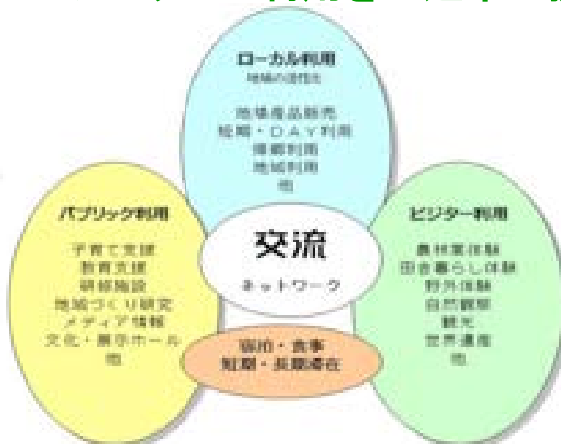 ローカル利用
地域の活性化
地場産品販売
短期・DAY利用
帰郷利用
地域利用
他
パブリック利用
子育て支援
教育支援
研修施設
地域づくり研究
メディア情報
文化・展示ホール
他
交流
ネットワーク
ビジター利用
農林業体験
田舎暮らし体験
野外体験
自然観察
観光
世界遺産
他
宿泊・食事
短期・長期滞在